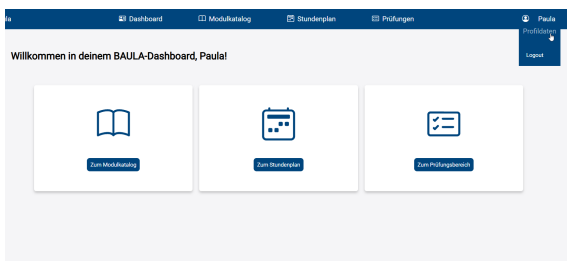 ula
Dashboard
Modulkatalog
Stundenplan
Prüfungen
Paula
Profildaten
Logout
Willkommen in deinem BAULA-Dashboard, Paula!
Zum Modulkatalog
Zum Stundenplan
Zum Prüfungsbereich